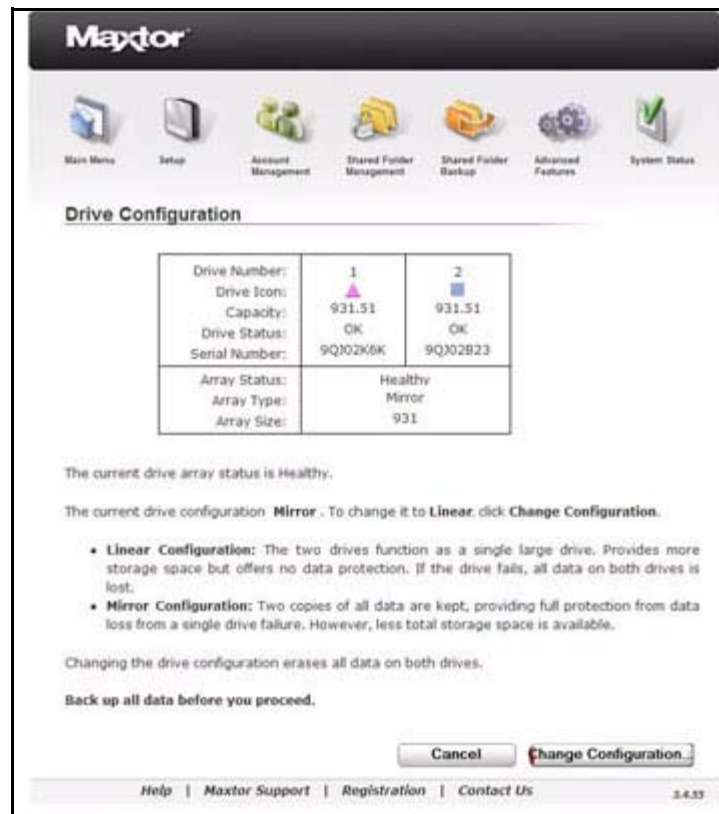 Maxtor
Main Menu
Setup
Account Management
Shared Folder Management
Shared Folder Backup
Advanced Features
System Status
Drive Configuration
Drive Number: 1 2
Drive Icon:
Capacity: 931.51 931.51
Drive Status: OK OK
Serial Number: 9QJ02K6K 9QJ02B23
Array Status: Healthy
Array Type: Mirror
Array Size: 931
The current drive array status is Healthy.
The current drive configuration Mirror . To change it to Linear, click Change Configuration.
• Linear Configuration: The two drives function as a single large drive. Provides more
storage space but offers no data protection. If the drive fails, all data on both drives is
lost.
• Mirror Configuration: Two copies of all data are kept, providing full protection from data
loss from a single drive failure. However, less total storage space is available.
Changing the drive configuration erases all data on both drives.
Back up all data before you proceed.
Cancel Change Configuration...
Help | Maxtor Support | Registration | Contact Us